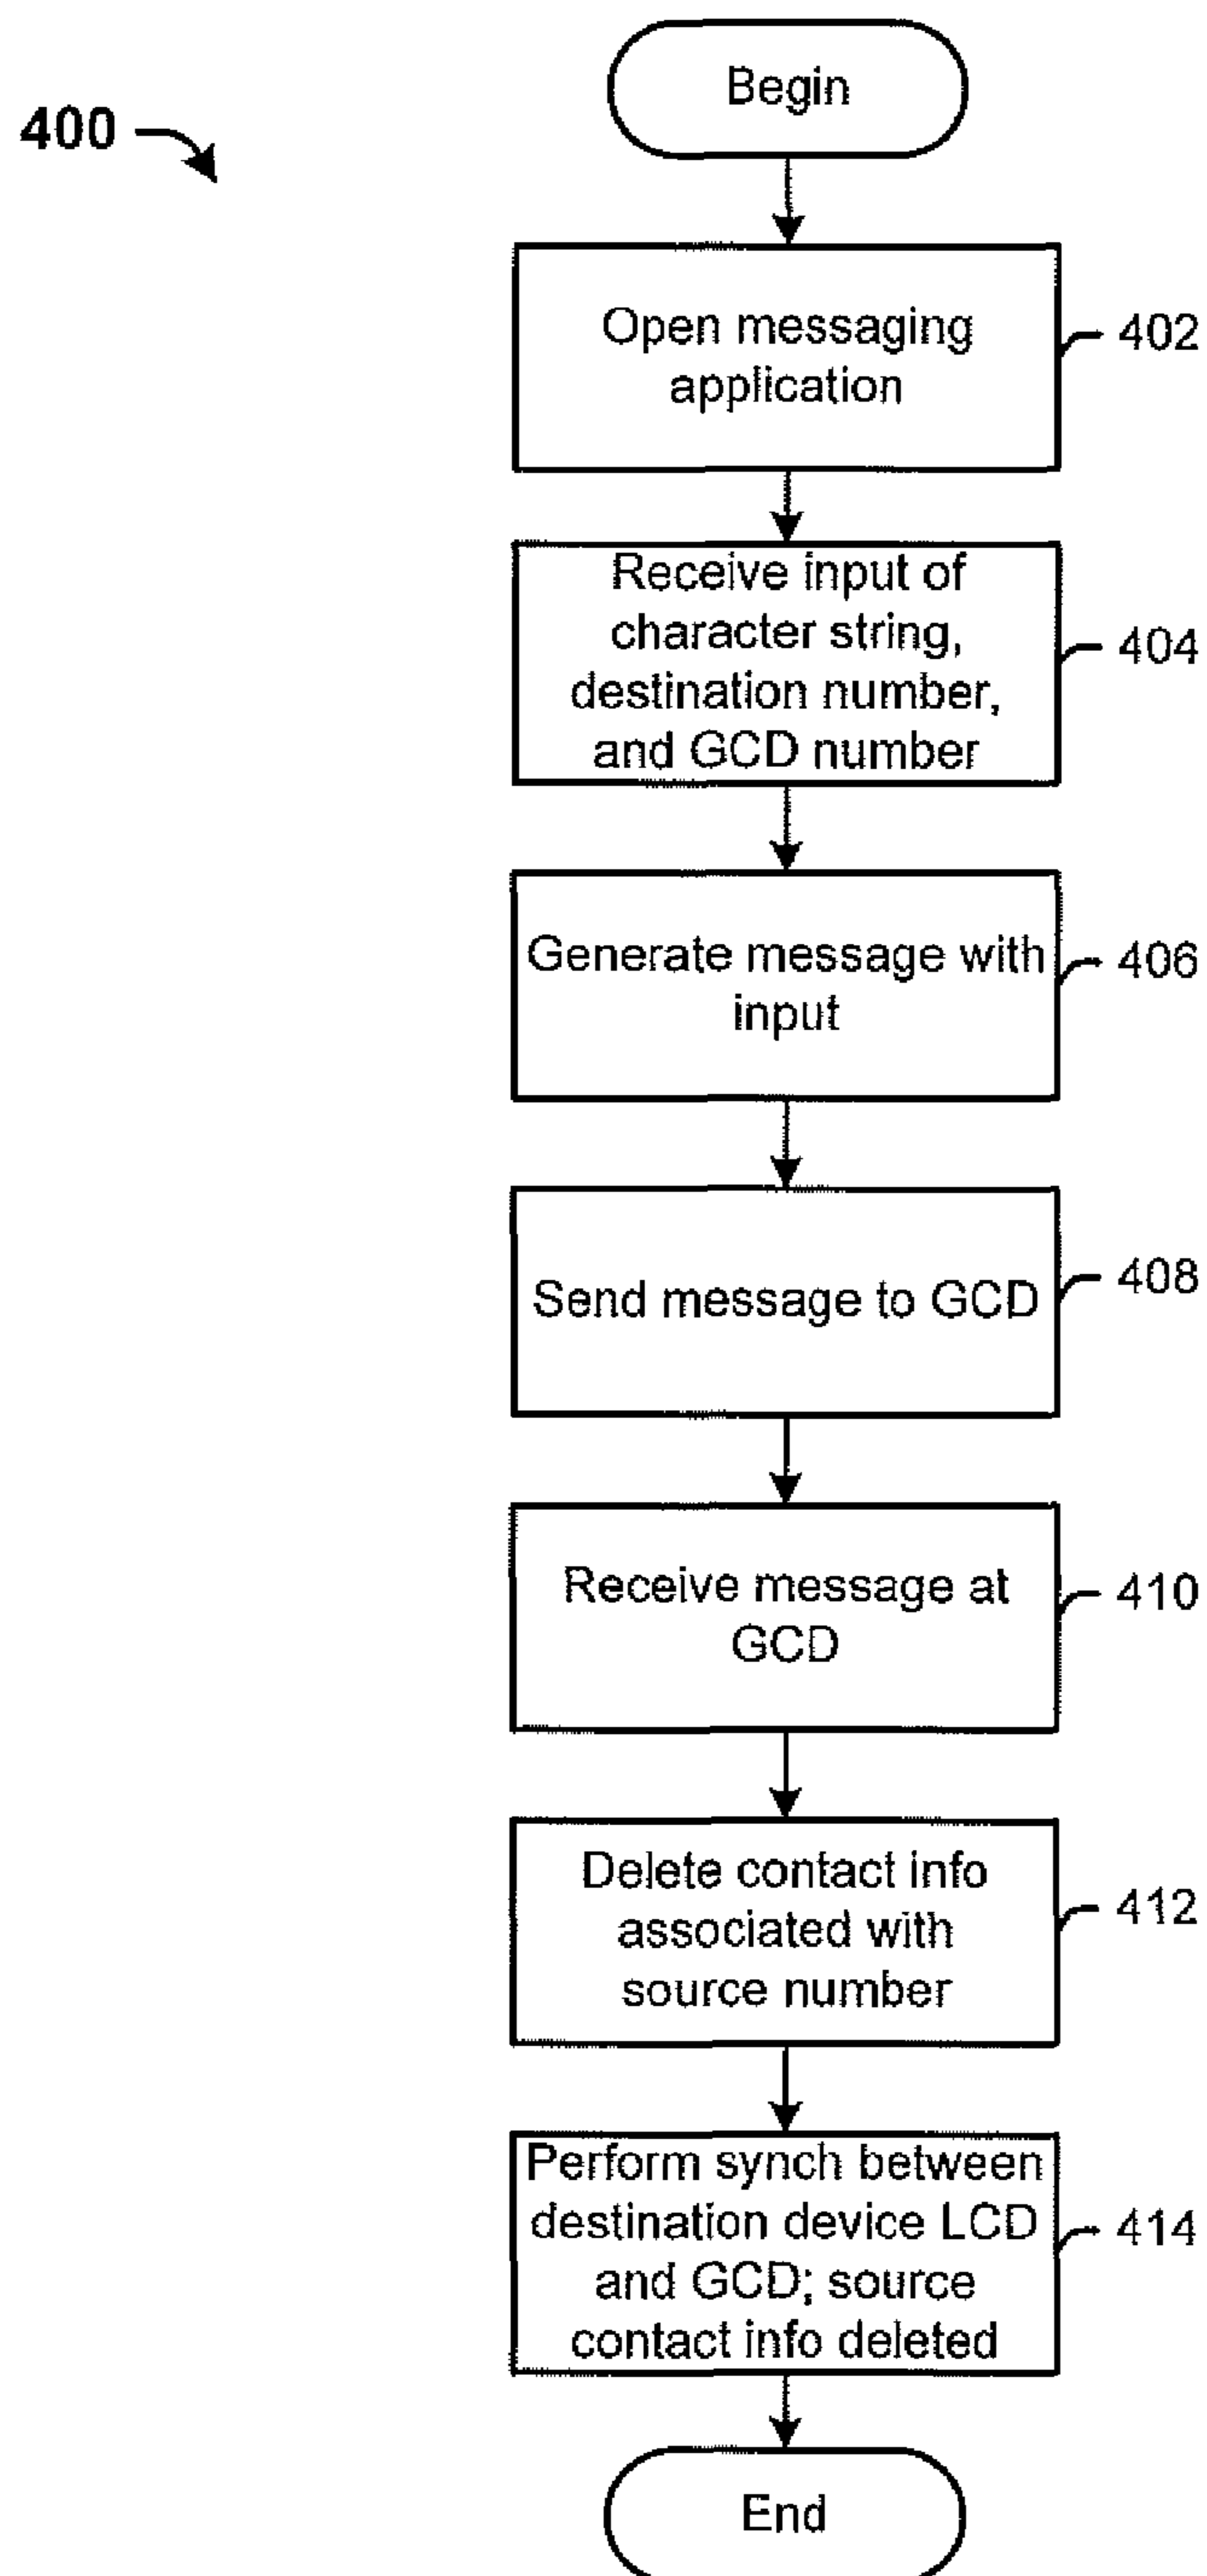 Begin
400
Open messaging
application
402
Receive input of
character string,
destination number,
and GCD number
404
Generate message with
input
406
Send message to GCD
408
Receive message at
GCD
410
Delete contact info
associated with
source number
412
Perform synch between
destination device LCD
and GCD; source
contact info deleted
414
End